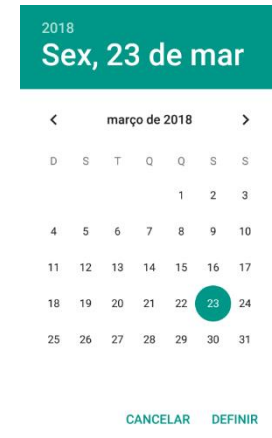 2018
Sex, 23 de mar
março de 2018
D S T Q Q S S
1 2 3
4 5 6 7 8 9 10
11 12 13 14 15 16 17
18 19 20 21 22 23 24
25 26 27 28 29 30 31
CANCELAR DEFINIR